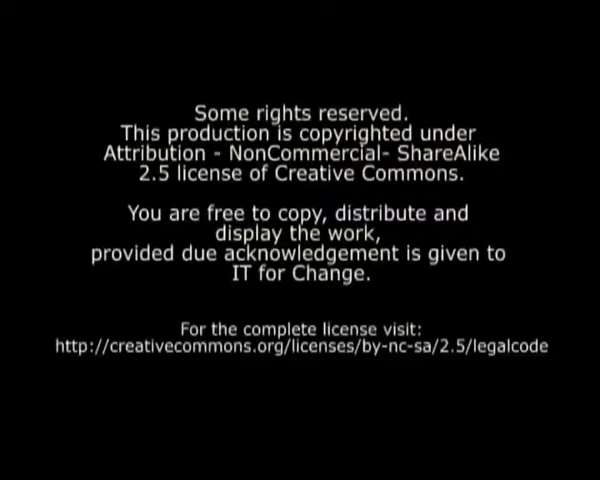 Some rights reserved.
This production is copyrighted under
Attribution - NonCommercial- ShareAlike
2.5 license of Creative Commons.
You are free to copy, distribute and
display the work,
provided due acknowledgement is given to
IT for Change.
For the complete license visit:
http://creativecommons.org/licenses/by-nc-sa/2.5/legalcode